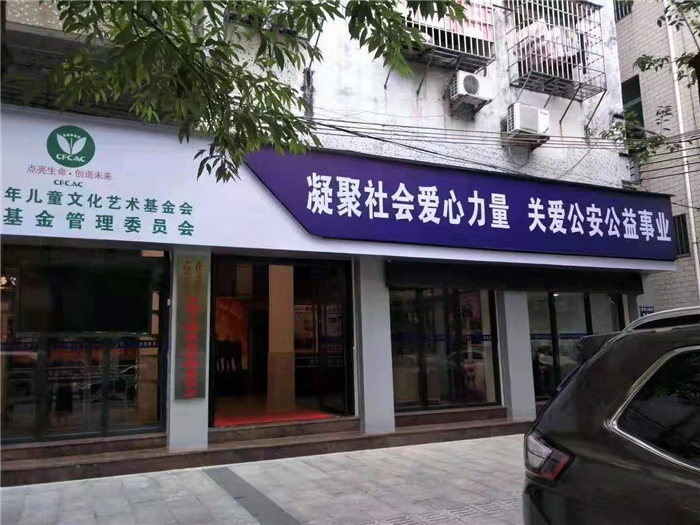 CFCAC
点亮生命·创造未来
CFCAC
年儿童文化艺术基金会
基金管理委员会
凝聚社会爱心力量 关爱公安公益事业